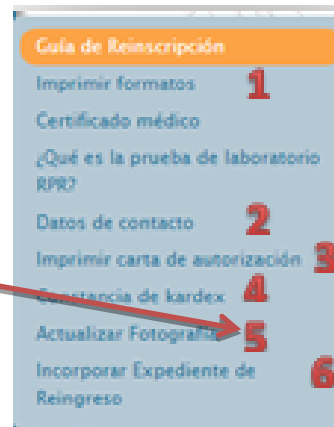 Guía de Reinscripción
Imprimir formatos 1
Certificado médico
¿Qué es la prueba de laboratorio
RPR?
Datos de contacto 2
Imprimir carta de autorización 3
Constancia de kardex 4
Actualizar Fotografía 5
Incorporar Expediente de 6
Reingreso